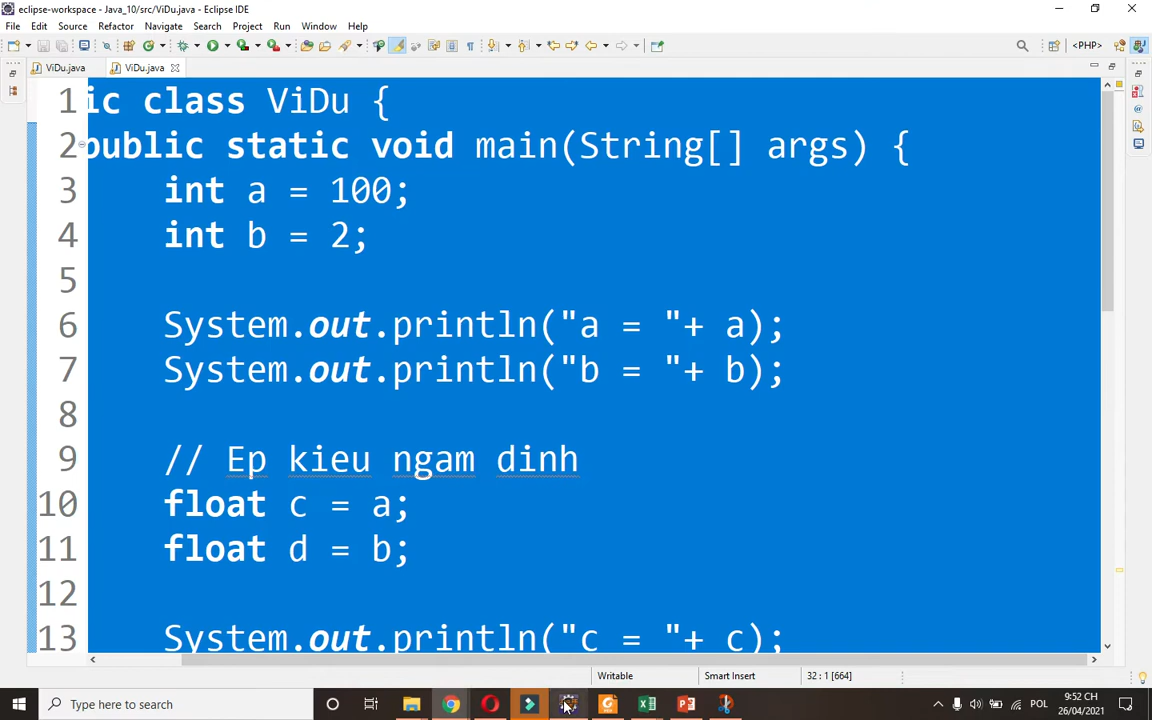 eclipse-workspace - Java_10/src/ViDu.java - Eclipse IDE
File Edit Source Refactor Navigate Search Project Run Window Help
<PHP>
ViDu.java ViDu.java
1 ic class ViDu {
2 public static void main(String[] args) {
3 int a = 100;
4 int b = 2;
5
6 System.out.println("a = "+ a);
7 System.out.println("b = "+ b);
8
9 // Ep kieu ngam dinh
10 float c = a;
11 float d = b;
12
13 System.out.println("c = "+ c);
Writable Smart Insert 32 : 1 [664]
Type here to search
POL
9:52 CH
26/04/2021